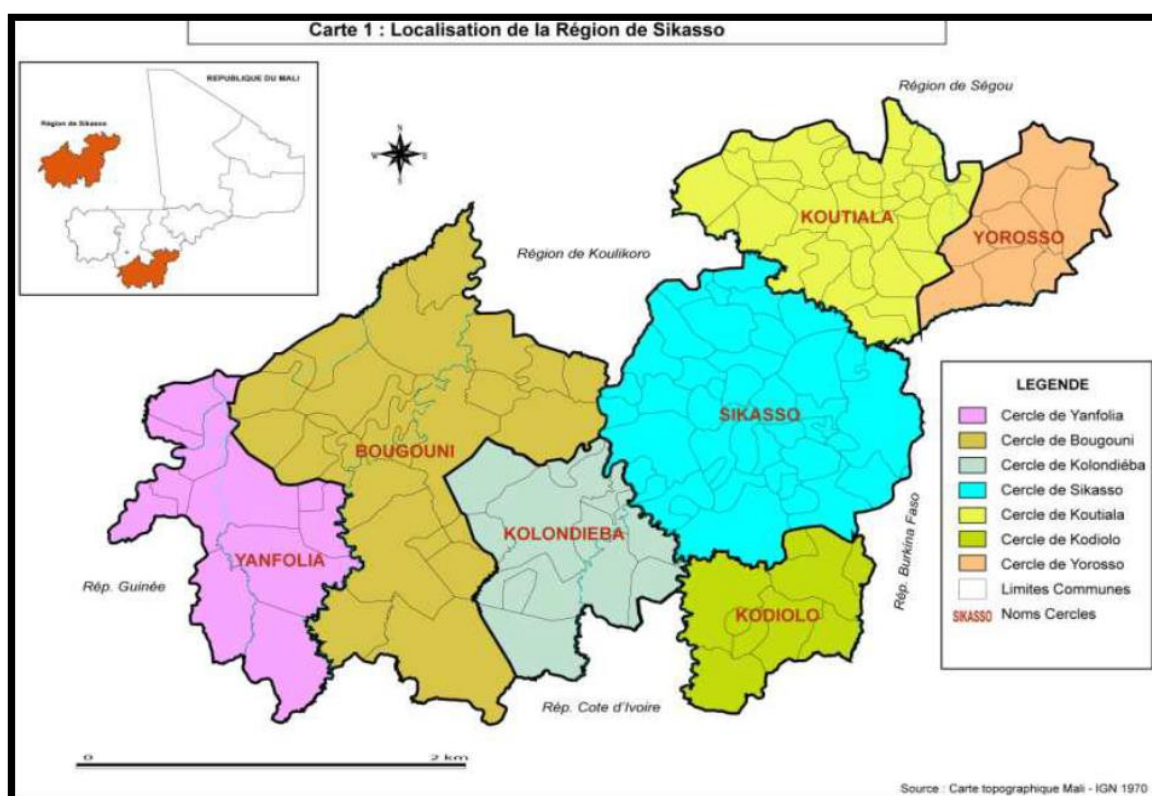 Carte 1 : Localisation de la Région de Sikasso
REPUBLIQUE DU MALI
Région de Sikasso
N
W
S
Région de Ségou
KOUTIALA
YOROSSO
Région de Koulikoro
SIKASSO
BOUGOUNI
KOLONDIEBA
YANFOLIA
KODIOLO
Rép. Guinée
Rép. Burkina Faso
Rép. Cote d'Ivoire
LEGENDE
Cercle de Yanfolia
Cercle de Bougouni
Cercle de Kolondiéba
Cercle de Sikasso
Cercle de Koutiala
Cercle de Kodiolo
Cercle de Yorosso
Limites Communes
SIKASSO Noms Cercles
0 2 km
Source : Carte topographique Mali - IGN 1970